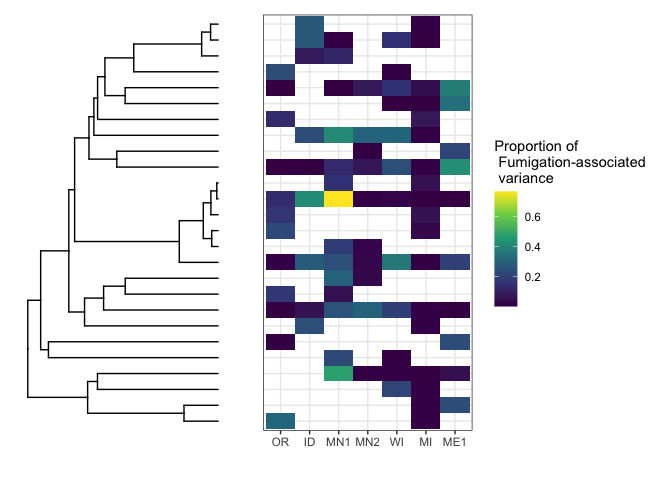 Proportion of
Fumigation-associated
variance
0.6
0.4
0.2
OR ID MN1 MN2 WI MI ME1